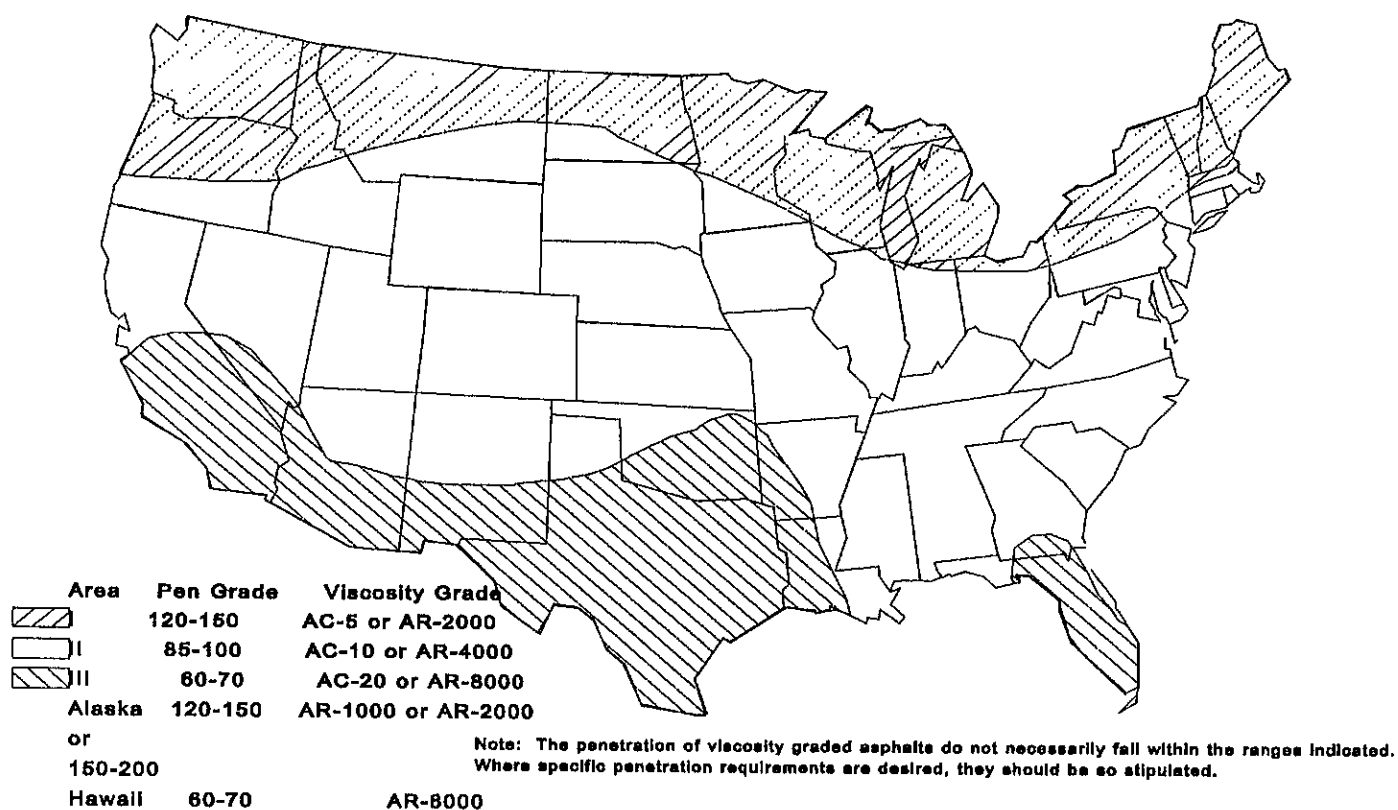 Area Pen Grade Viscosity Grade
I 120-150 AC-5 or AR-2000
II 85-100 AC-10 or AR-4000
III 60-70 AC-20 or AR-8000
Alaska 120-150 AR-1000 or AR-2000
or
150-200
Hawaii 60-70 AR-8000
Note: The penetration of viscosity graded asphalts do not necessarily fall within the ranges indicated.
Where specific penetration requirements are desired, they should be so stipulated.